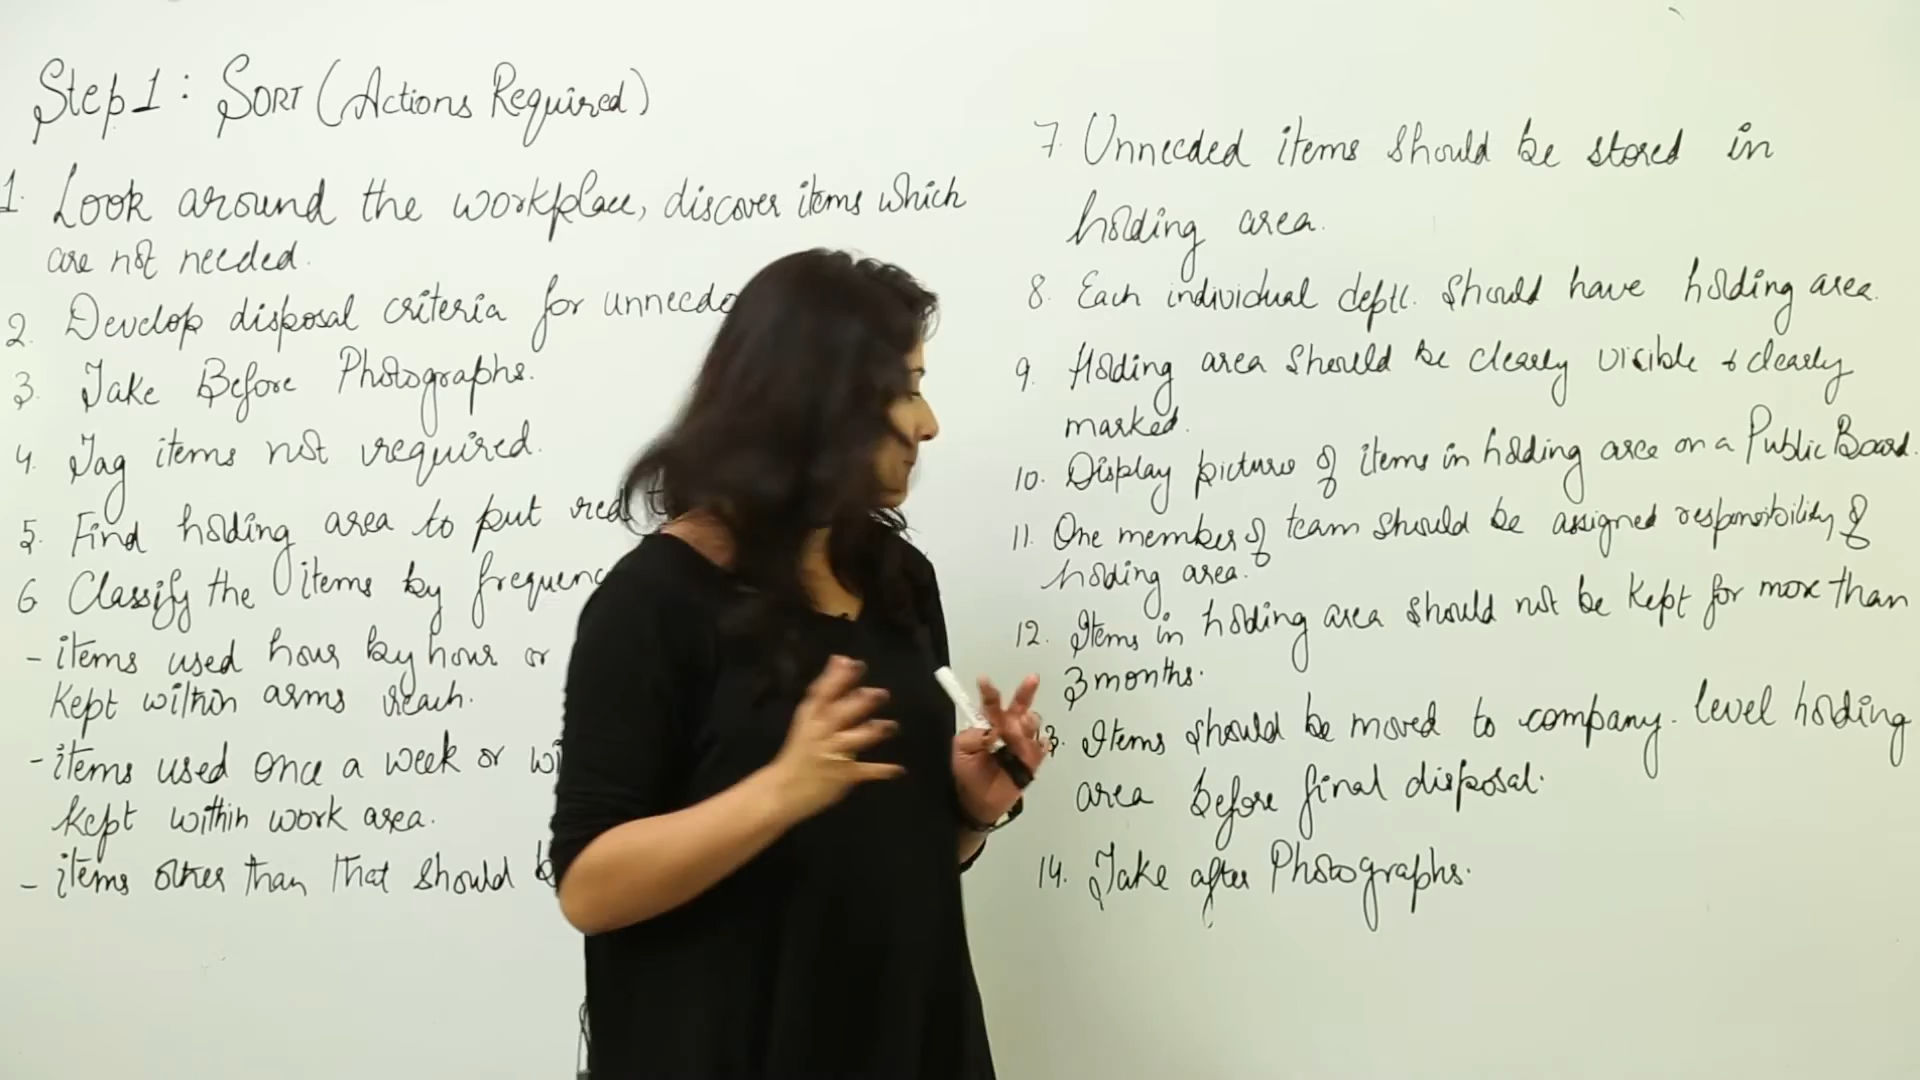 Step 1 : SORT (Actions Required)
1. Look around the workplace, discover items which
are not needed.
2. Develop disposal criteria for
3. Take Before Photographs.
4. Tag items not required.
5. Find holding area to put red
6 Classify the items by
- items used hour by hour or
kept within arms reach.
- items used once a week or
kept within work area.
- items other than that should
7. Unneeded items should be stored in
holding area.
8. Each individual deptt. should have holding area.
9. Holding area should be clearly visible & clearly
marked.
10. Display pictures of items in holding area on a Public Board.
11. One member of team should be assigned responsibility of
holding area.
12. Items in holding area should not be kept for more than
3 months.
3. Items should be moved to company-level holding
area before final disposal.
14. Take after Photographs.